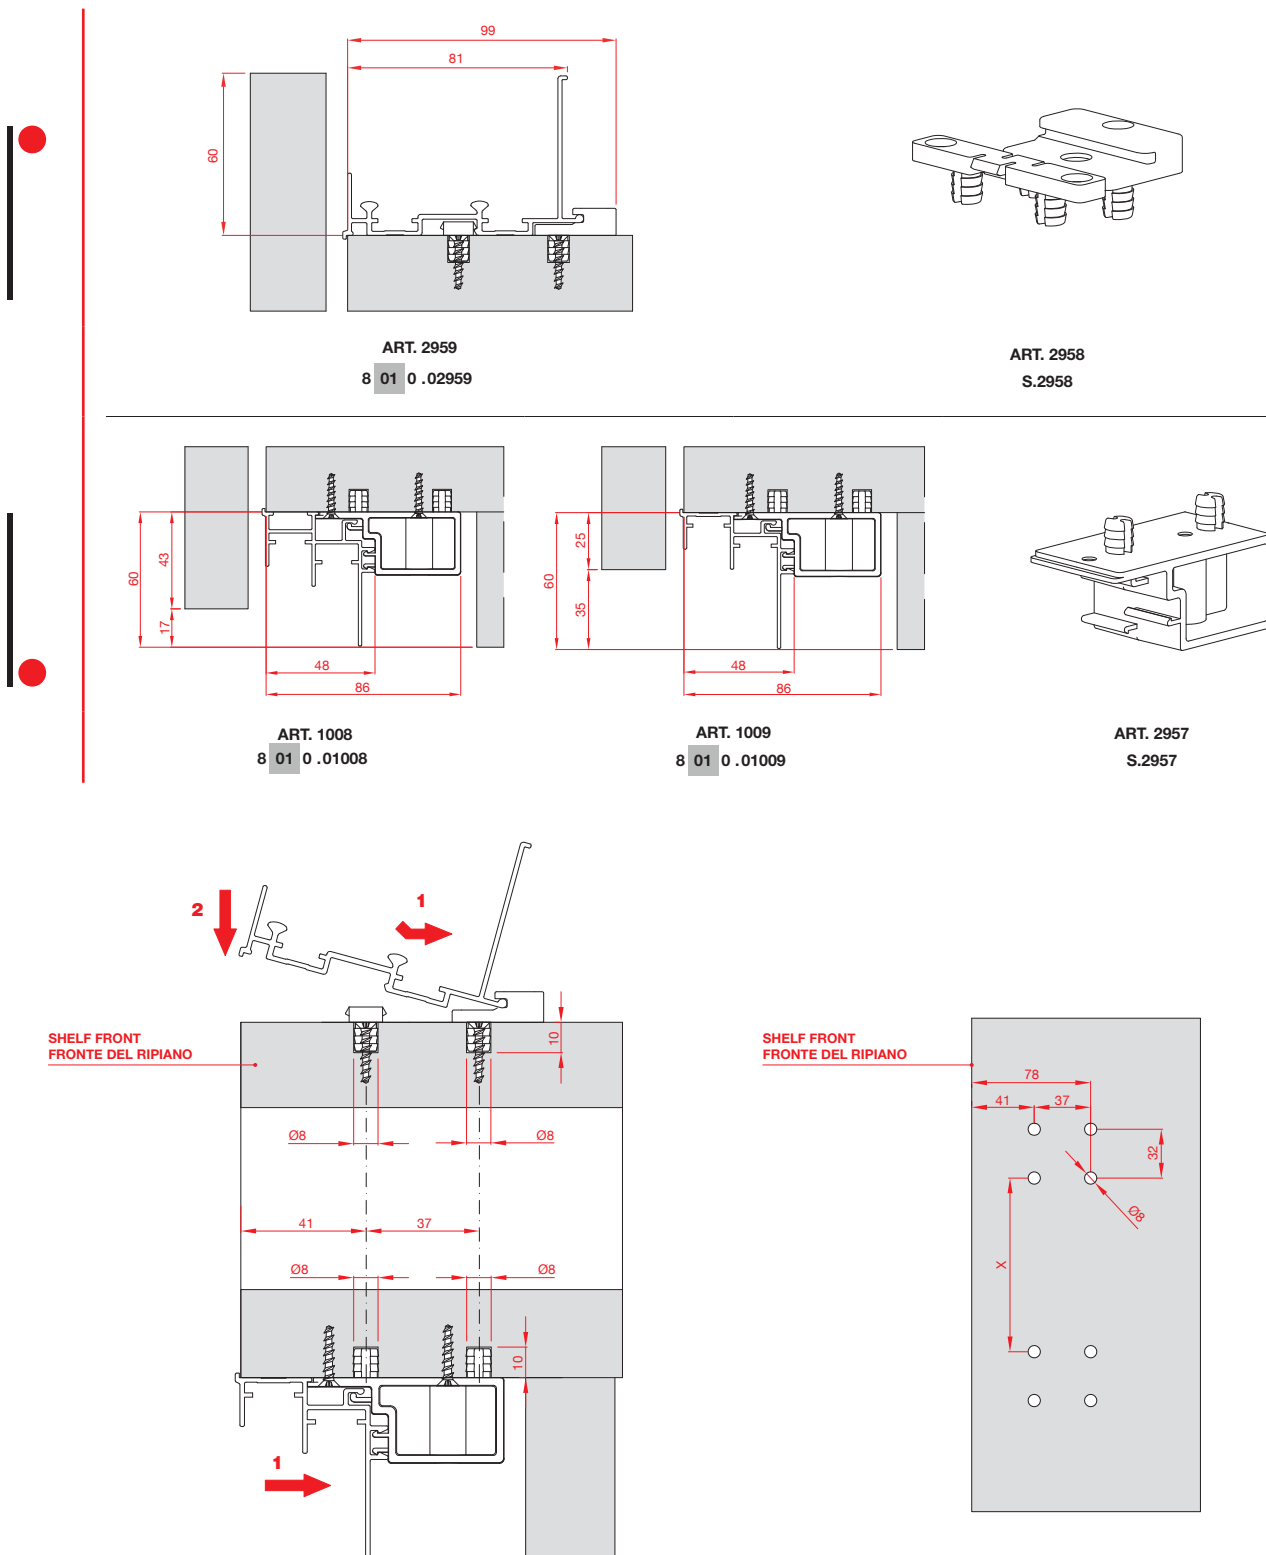 99
81
60
ART. 2959
8 01 0 .02959
ART. 2958
S.2958
60
43
17
48
86
ART. 1008
8 01 0 .01008
60
25
35
48
86
ART. 1009
8 01 0 .01009
ART. 2957
S.2957
2
1
SHELF FRONT
FRONTE DEL RIPIANO
10
Ø8
Ø8
41
37
Ø8
Ø8
10
1
SHELF FRONT
FRONTE DEL RIPIANO
78
41
37
32
Ø8
X